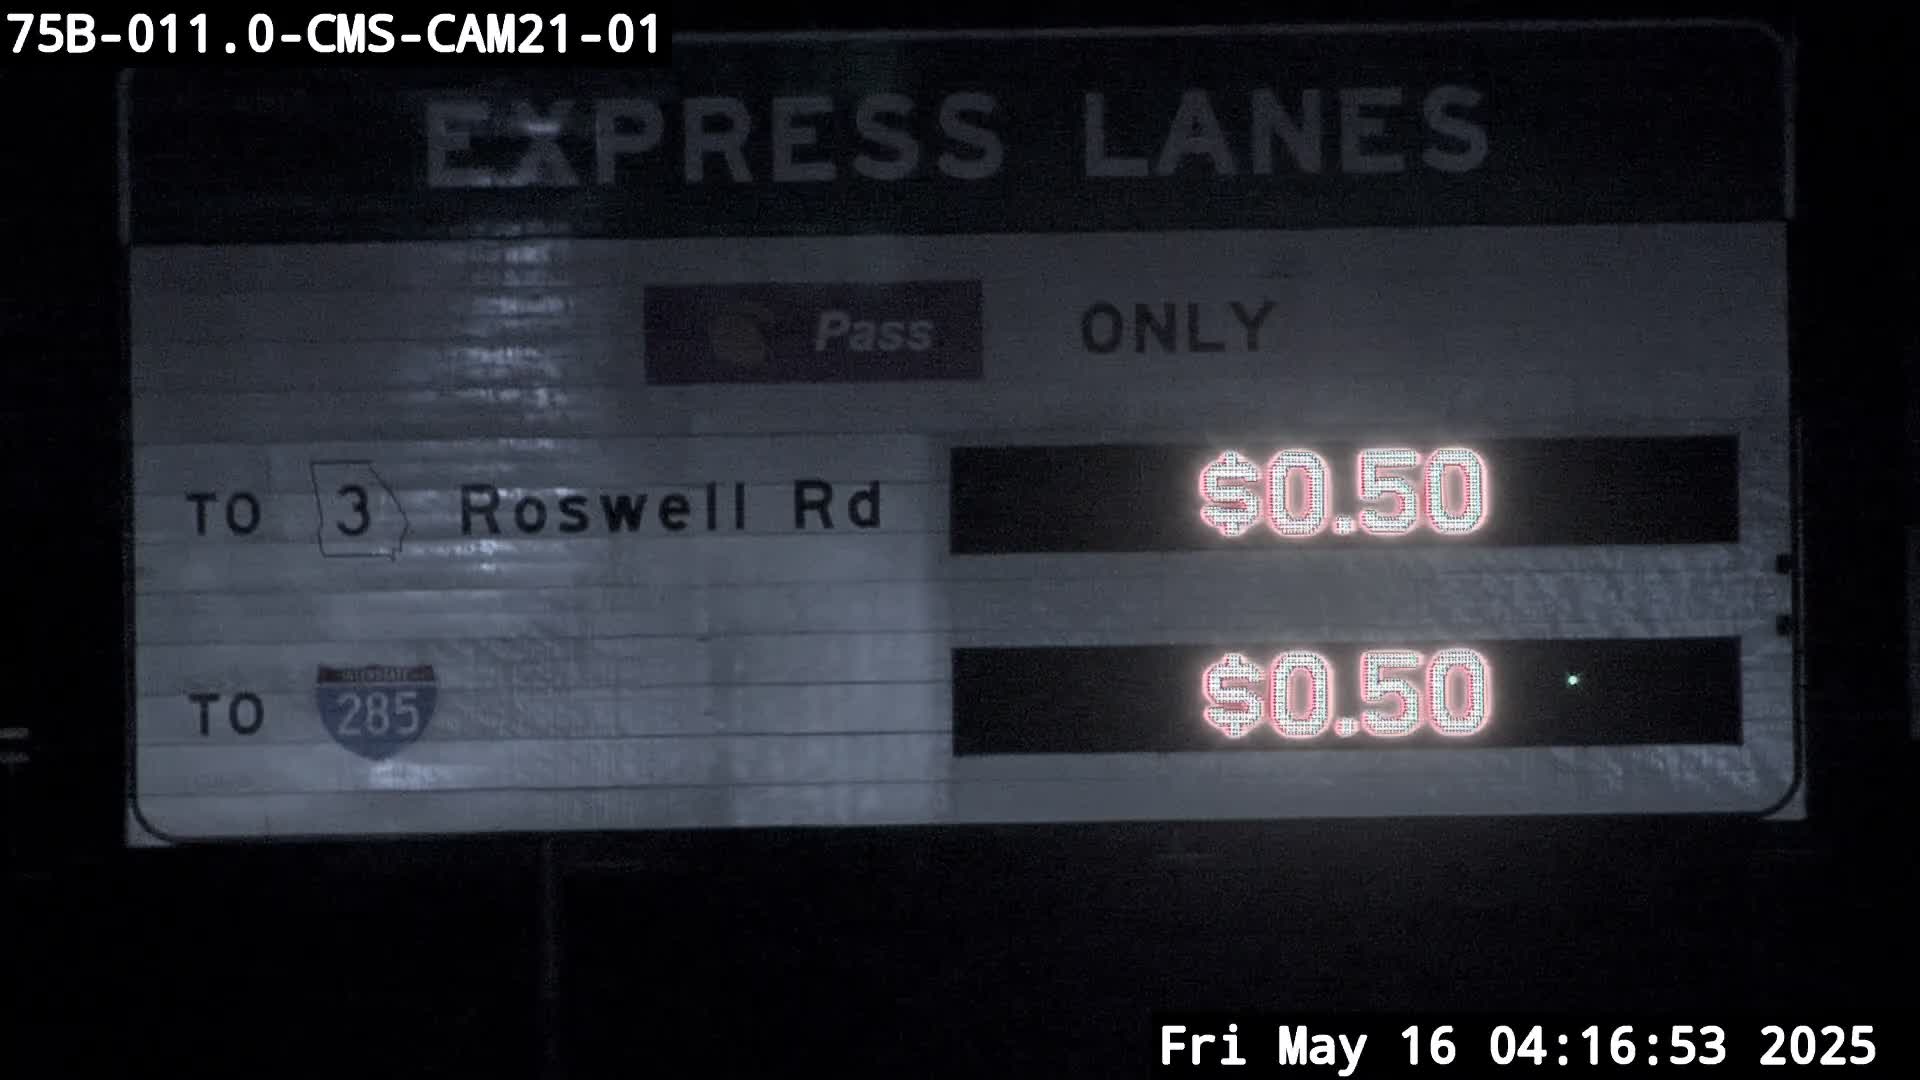 75B-011.0-CMS-CAM21-01
EXPRESS LANES
Pass ONLY
TO 3 Roswell Rd $0.50
INTERSTATE
TO 285 $0.50
Fri May 16 04:16:53 2025